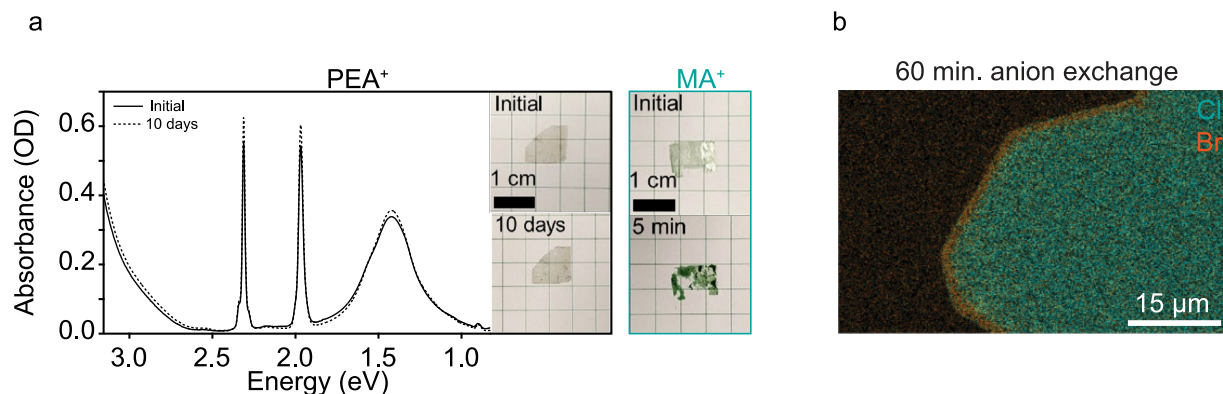 a
PEA⁺
Initial
10 days
Absorbance (OD)
0.6
0.4
0.2
0.0
3.0 2.5 2.0 1.5 1.0
Energy (eV)
Initial
1 cm
10 days
MA⁺
Initial
1 cm
5 min
b
60 min. anion exchange
Cl
Br
15 µm